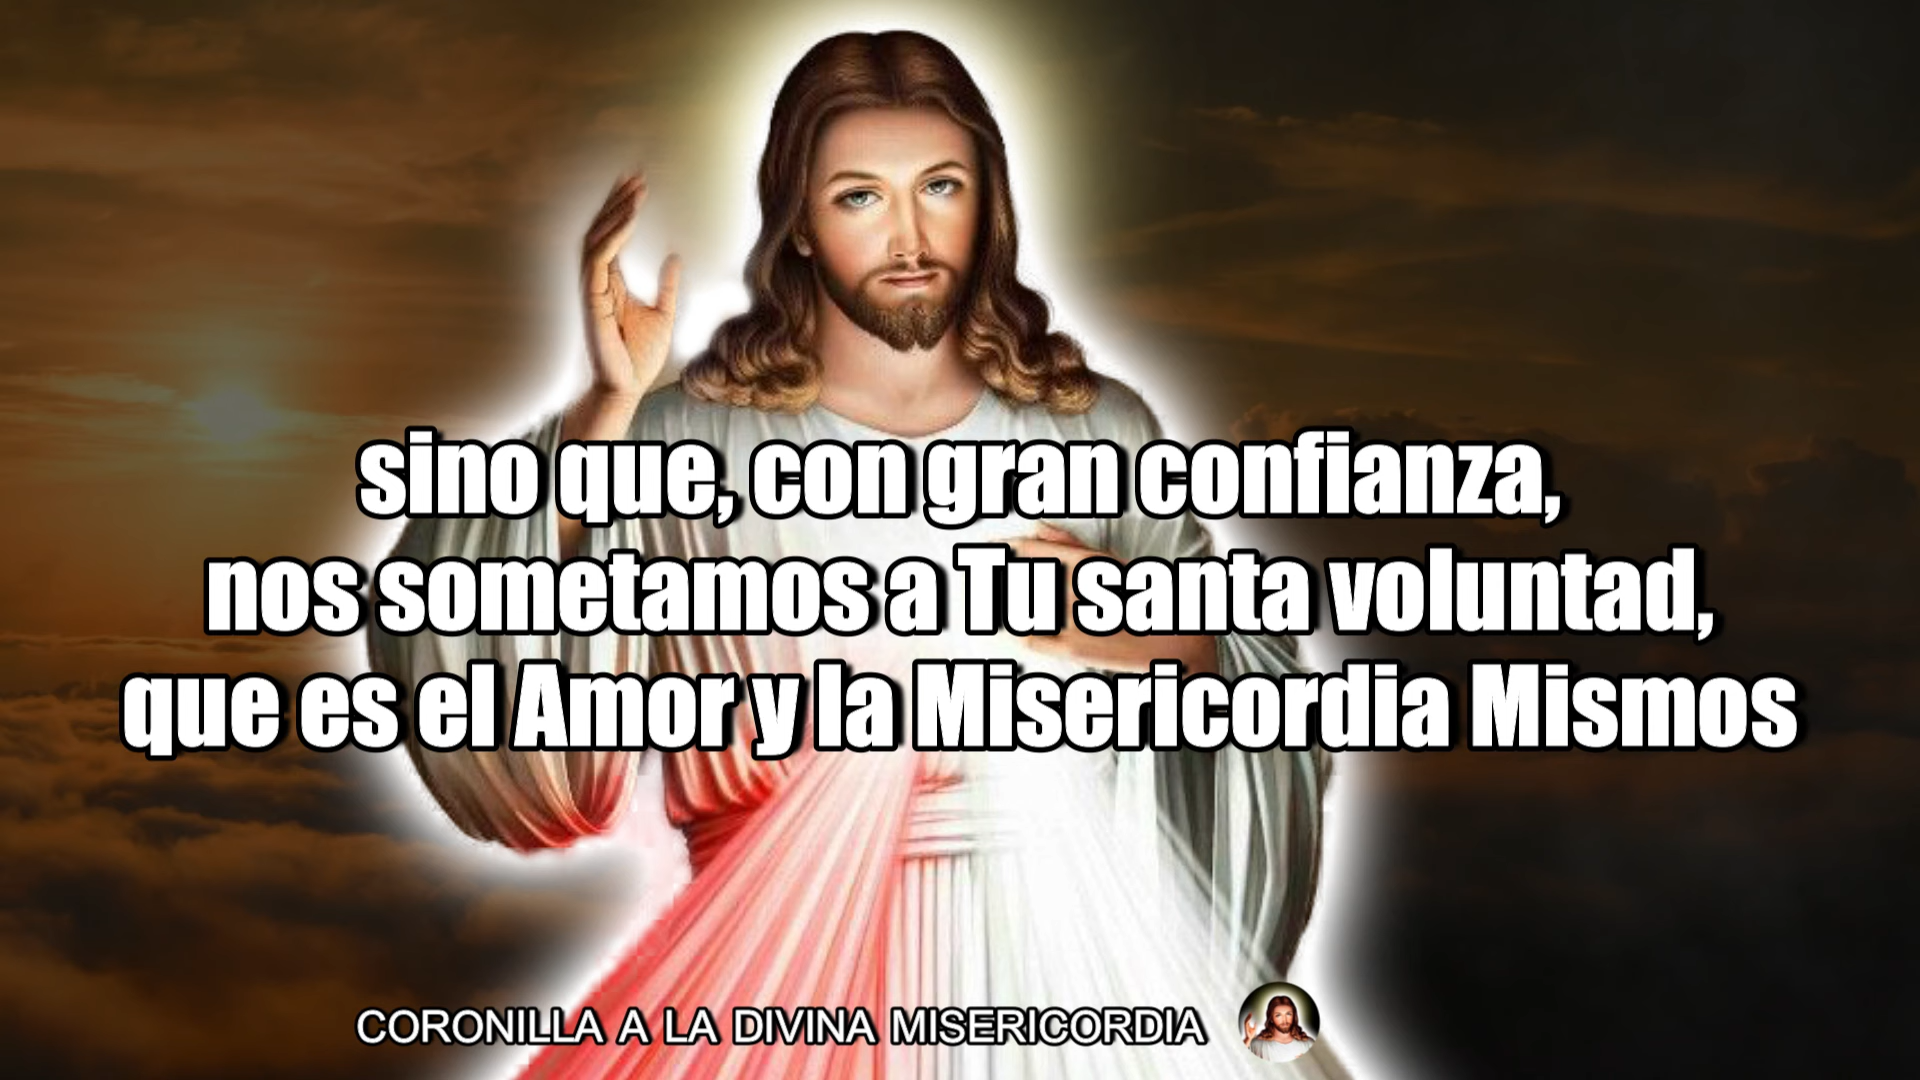 sino que, con gran confianza,
nos sometamos a Tu santa voluntad,
que es el Amor y la Misericordia Mismos
CORONILLA A LA DIVINA MISERICORDIA